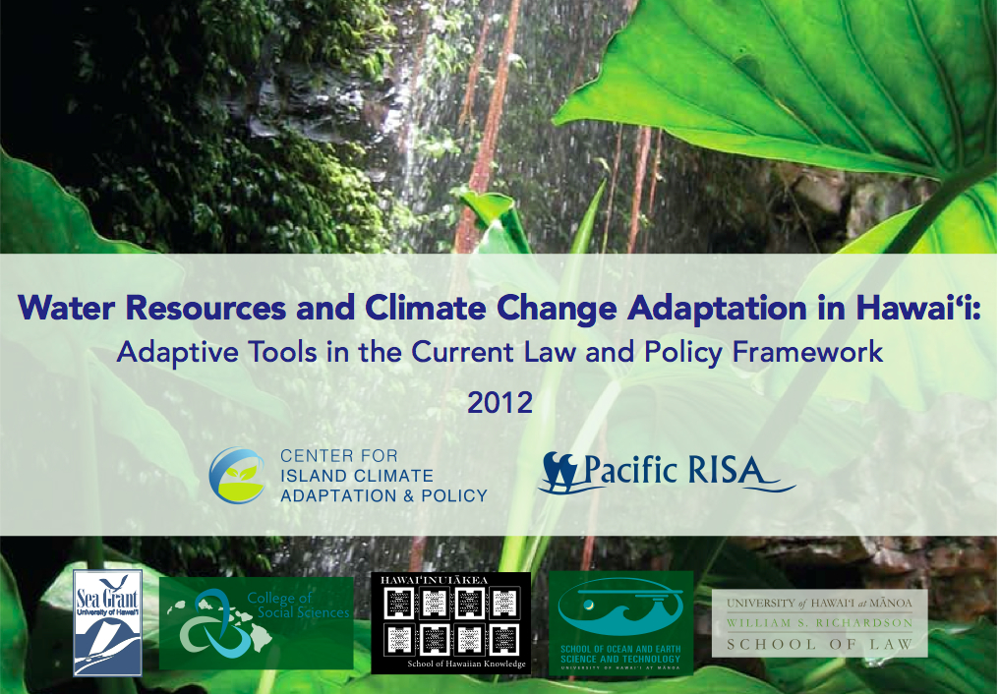 Water Resources and Climate Change Adaptation in Hawai‘i:
Adaptive Tools in the Current Law and Policy Framework
2012
CENTER FOR
ISLAND CLIMATE
ADAPTATION & POLICY
Pacific RISA
Sea Grant
University of Hawai‘i
College of
Social Sciences
HAWAI‘INUIĀKEA
School of Hawaiian Knowledge
SCHOOL OF OCEAN AND EARTH
SCIENCE AND TECHNOLOGY
UNIVERSITY OF HAWAI‘I AT MĀNOA
UNIVERSITY of HAWAI‘I at MĀNOA
WILLIAM S. RICHARDSON
SCHOOL OF LAW